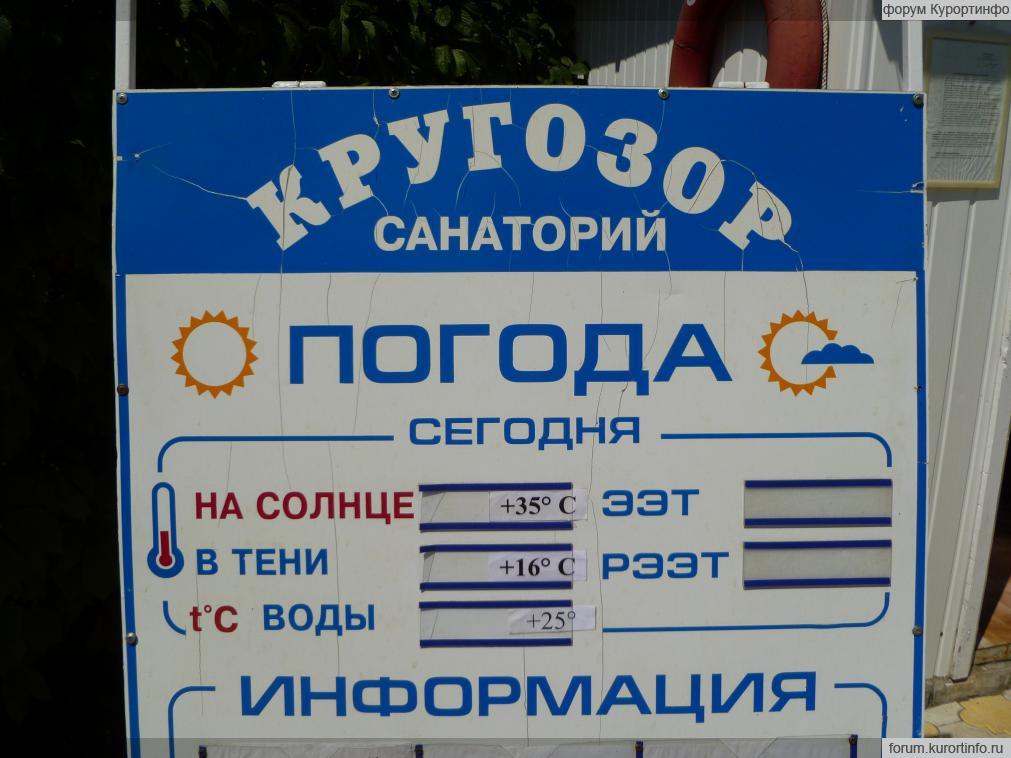 форум Курортинфо
КРУГОЗОР
САНАТОРИЙ
ПОГОДА
СЕГОДНЯ
НА СОЛНЦЕ +35° C ЭЭТ
В ТЕНИ +16° C РЭЭТ
t°C ВОДЫ +25°
ИНФОРМАЦИЯ
forum.kurortinfo.ru